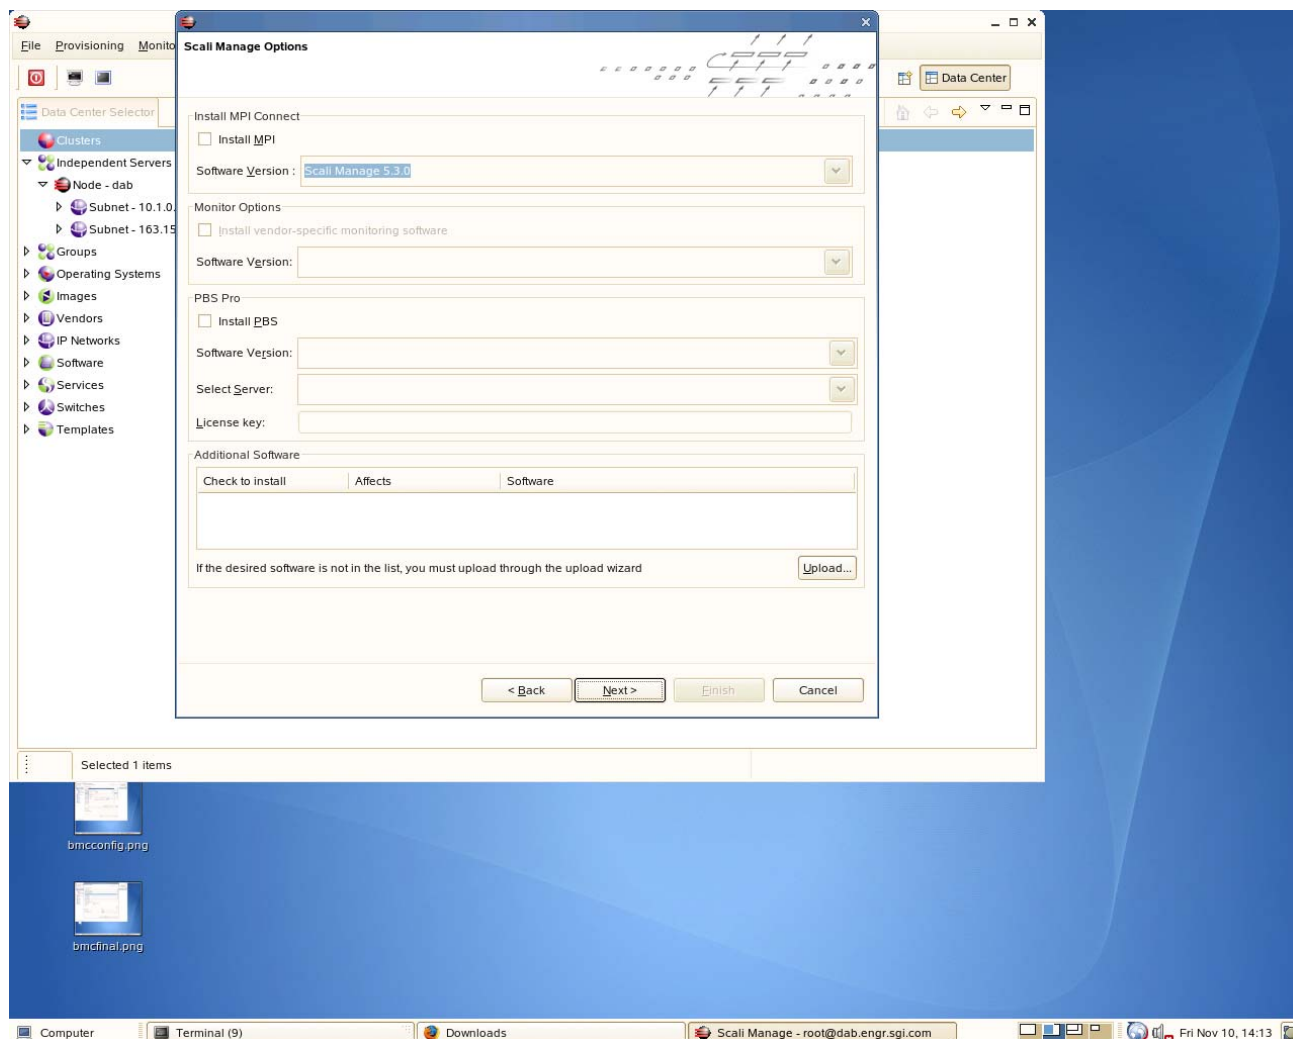 Scali Manage Options
File Provisioning Monito
Data Center
Data Center Selector
Clusters
Independent Servers
Node - dab
Subnet - 10.1.0.
Subnet - 163.15
Groups
Operating Systems
Images
Vendors
IP Networks
Software
Services
Switches
Templates
Install MPI Connect
Install MPI
Software Version : Scali Manage 5.3.0
Monitor Options
Install vendor-specific monitoring software
Software Version:
PBS Pro
Install PBS
Software Version:
Select Server:
License key:
Additional Software
Check to install Affects Software
If the desired software is not in the list, you must upload through the upload wizard Upload...
< Back Next > Finish Cancel
Selected 1 items
bmcconfig.png
bmcfinal.png
Computer Terminal (9) Downloads Scali Manage - root@dab.engr.sgi.com Fri Nov 10, 14:13